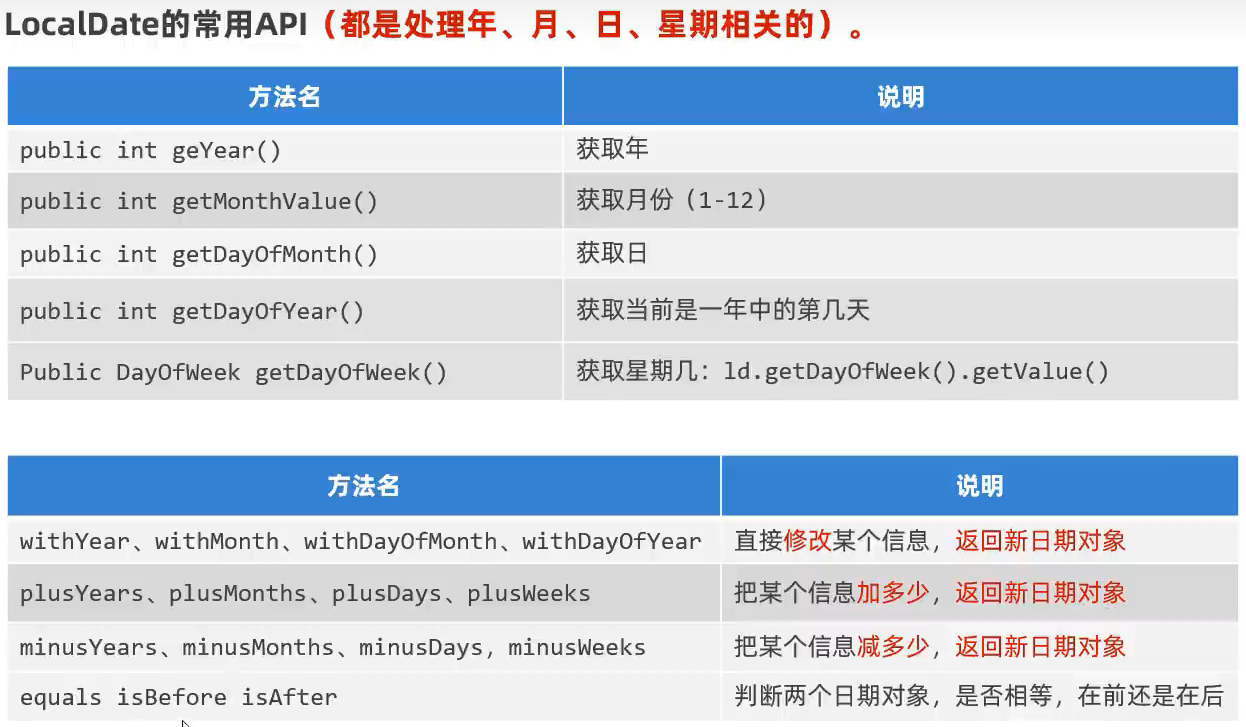 LocalDate的常用API（都是处理年、月、日、星期相关的）。
方法名 说明
public int geYear() 获取年
public int getMonthValue() 获取月份（1-12）
public int getDayOfMonth() 获取日
public int getDayOfYear() 获取当前是一年中的第几天
Public DayOfWeek getDayOfWeek() 获取星期几：ld.getDayOfWeek().getValue()
方法名 说明
withYear、withMonth、withDayOfMonth、withDayOfYear 直接修改某个信息，返回新日期对象
plusYears、plusMonths、plusDays、plusWeeks 把某个信息加多少，返回新日期对象
minusYears、minusMonths、minusDays，minusWeeks 把某个信息减多少，返回新日期对象
equals isBefore isAfter 判断两个日期对象，是否相等，在前还是在后